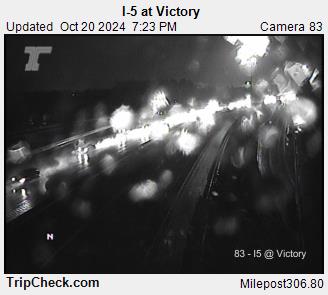 I-5 at Victory
Updated Oct 20 2024 7:23 PM Camera 83
T
N
83 - I5 @ Victory
TripCheck.com Milepost306.80